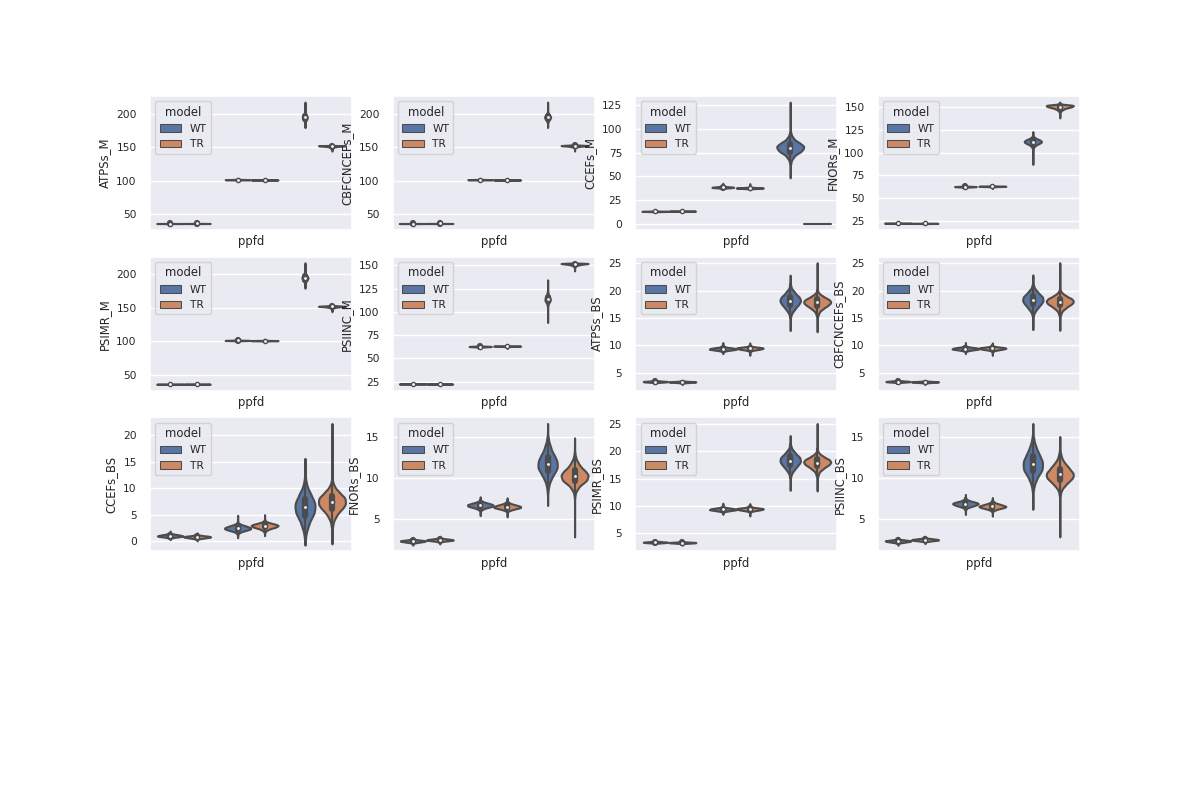 ATPSs_M
200
150
100
50
model
WT
TR
ppfd
CBFCNCEFs_M
200
150
100
50
model
WT
TR
ppfd
CCEFs_M
125
100
75
50
25
0
model
WT
TR
ppfd
FNORs_M
150
125
100
75
50
25
model
WT
TR
ppfd
PSIMR_M
200
150
100
50
model
WT
TR
ppfd
PSIINC_M
150
125
100
75
50
25
model
WT
TR
ppfd
ATPSs_BS
25
20
15
10
5
model
WT
TR
ppfd
CBFCNCEFs_BS
25
20
15
10
5
model
WT
TR
ppfd
CCEFs_BS
20
15
10
5
0
model
WT
TR
ppfd
FNORs_BS
15
10
5
model
WT
TR
ppfd
PSIMR_BS
25
20
15
10
5
model
WT
TR
ppfd
PSIINC_BS
15
10
5
model
WT
TR
ppfd